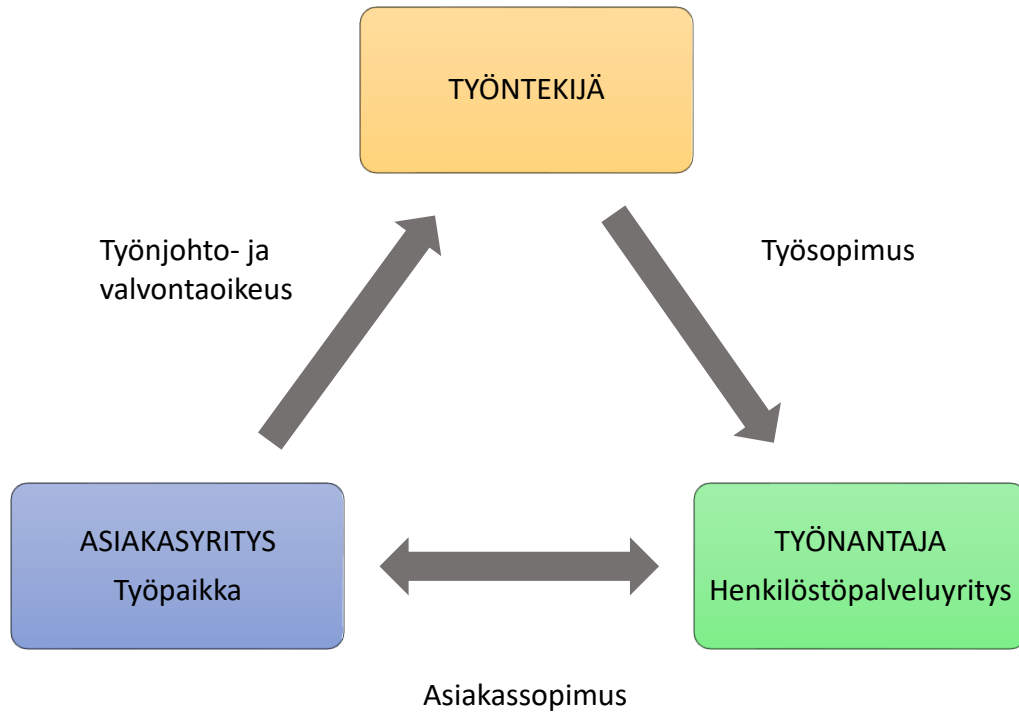 TYÖNTEKIJÄ
Työnjohto- ja
valvontaoikeus
Työsopimus
ASIAKASYRITYS
Työpaikka
TYÖNANTAJA
Henkilöstöpalveluyritys
Asiakassopimus